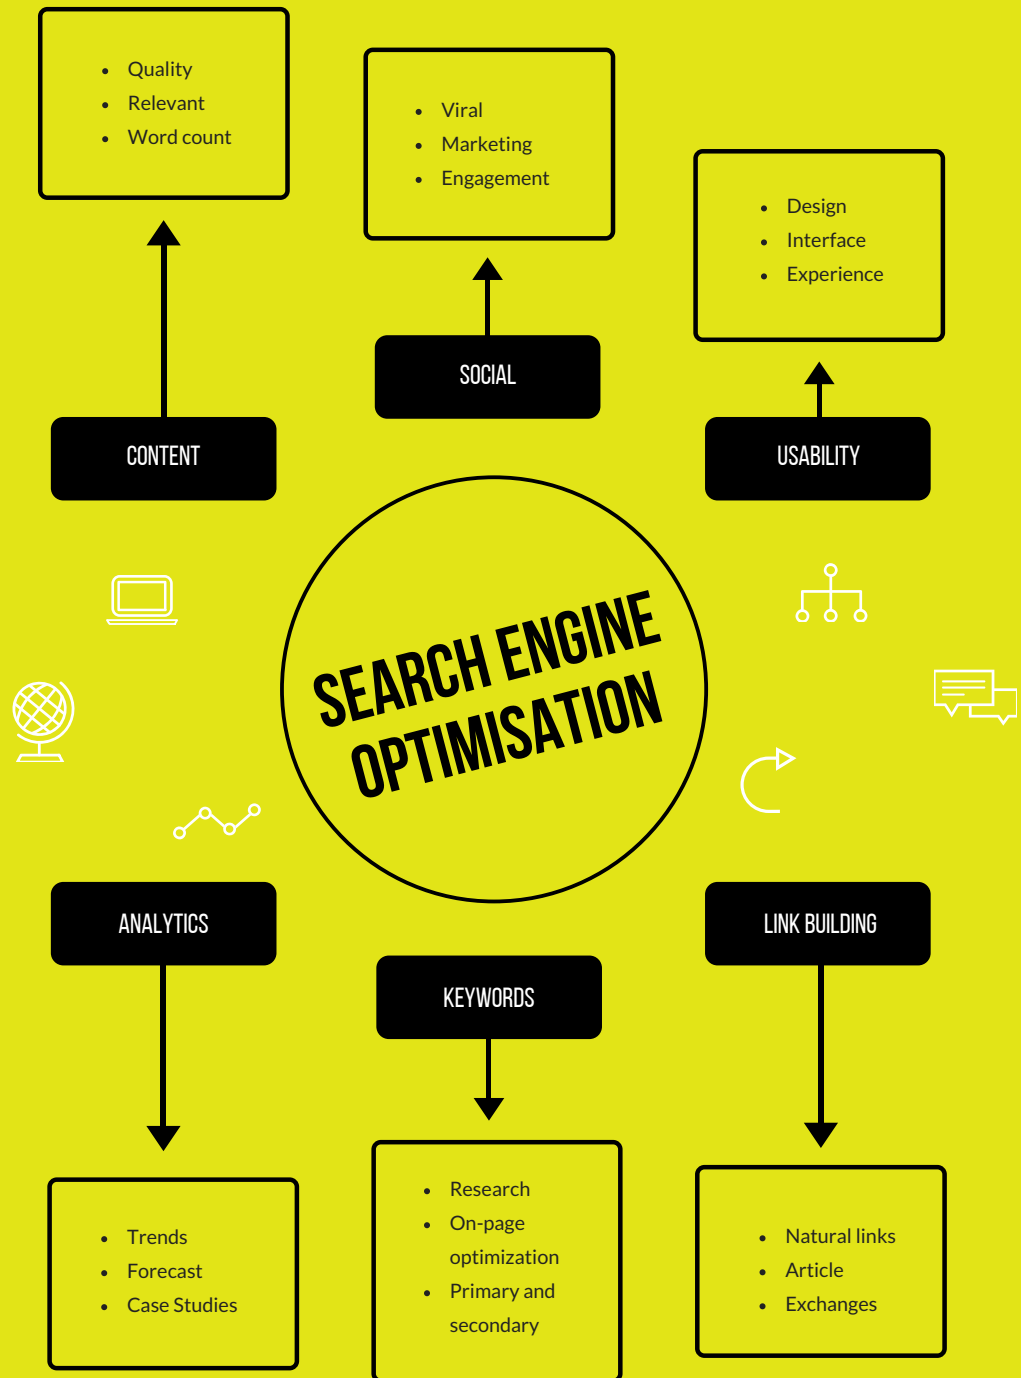 • Quality
• Relevant
• Word count
• Viral
• Marketing
• Engagement
• Design
• Interface
• Experience
SOCIAL
CONTENT
USABILITY
SEARCH ENGINE
OPTIMISATION
ANALYTICS
LINK BUILDING
KEYWORDS
• Trends
• Forecast
• Case Studies
• Research
• On-page
optimization
• Primary and
secondary
• Natural links
• Article
• Exchanges